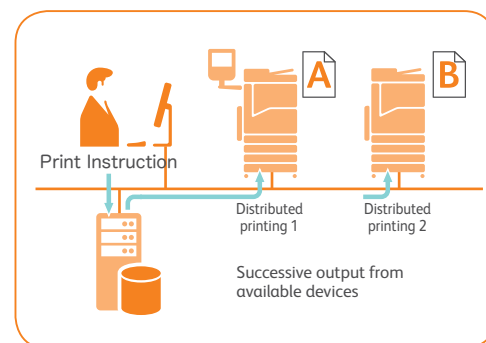 A
B
Print Instruction
Distributed
printing 1
Distributed
printing 2
Successive output from
available devices